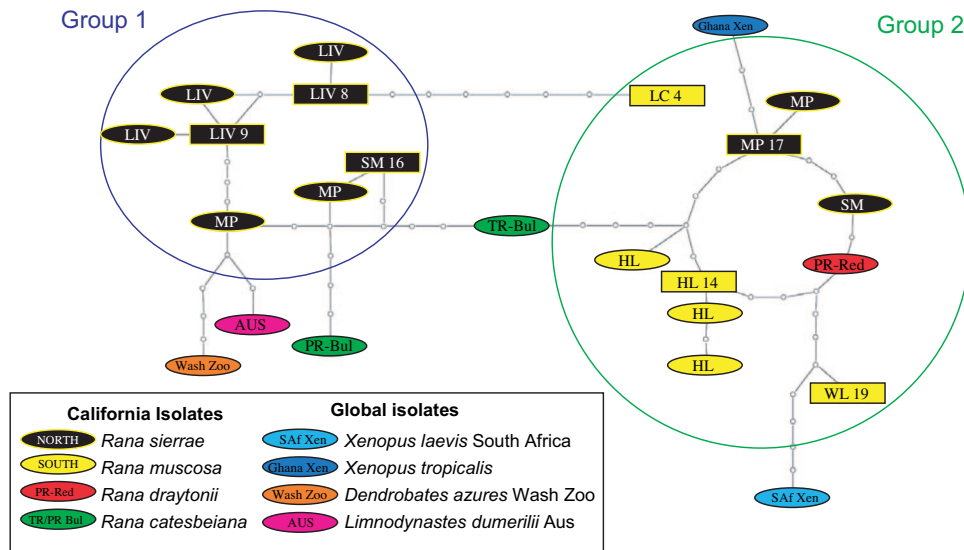 Group 1
Group 2
Ghana Xen
LIV
LIV
LIV 8
LC 4
MP
LIV
LIV 9
MP 17
SM 16
MP
SM
MP
TR-Bul
HL
PR-Red
HL 14
HL
AUS
PR-Bul
Wash Zoo
HL
WL 19
SAf Xen
California Isolates
Global isolates
NORTH Rana sierrae
SAf Xen Xenopus laevis South Africa
SOUTH Rana muscosa
Ghana Xen Xenopus tropicalis
PR-Red Rana draytonii
Wash Zoo Dendrobates azures Wash Zoo
TR/PR Bul Rana catesbeiana
AUS Limnodynastes dumerilii Aus